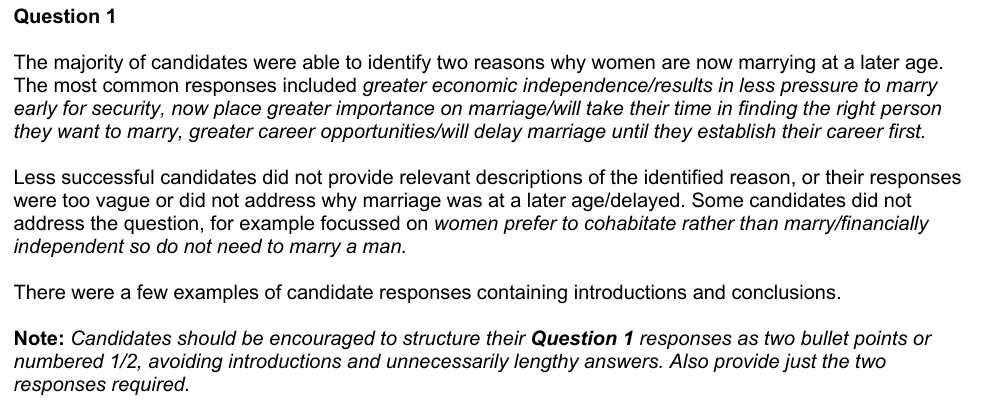 Question 1
The majority of candidates were able to identify two reasons why women are now marrying at a later age.
The most common responses included greater economic independence/results in less pressure to marry
early for security, now place greater importance on marriage/will take their time in finding the right person
they want to marry, greater career opportunities/will delay marriage until they establish their career first.
Less successful candidates did not provide relevant descriptions of the identified reason, or their responses
were too vague or did not address why marriage was at a later age/delayed. Some candidates did not
address the question, for example focussed on women prefer to cohabitate rather than marry/financially
independent so do not need to marry a man.
There were a few examples of candidate responses containing introductions and conclusions.
Note: Candidates should be encouraged to structure their Question 1 responses as two bullet points or
numbered 1/2, avoiding introductions and unnecessarily lengthy answers. Also provide just the two
responses required.